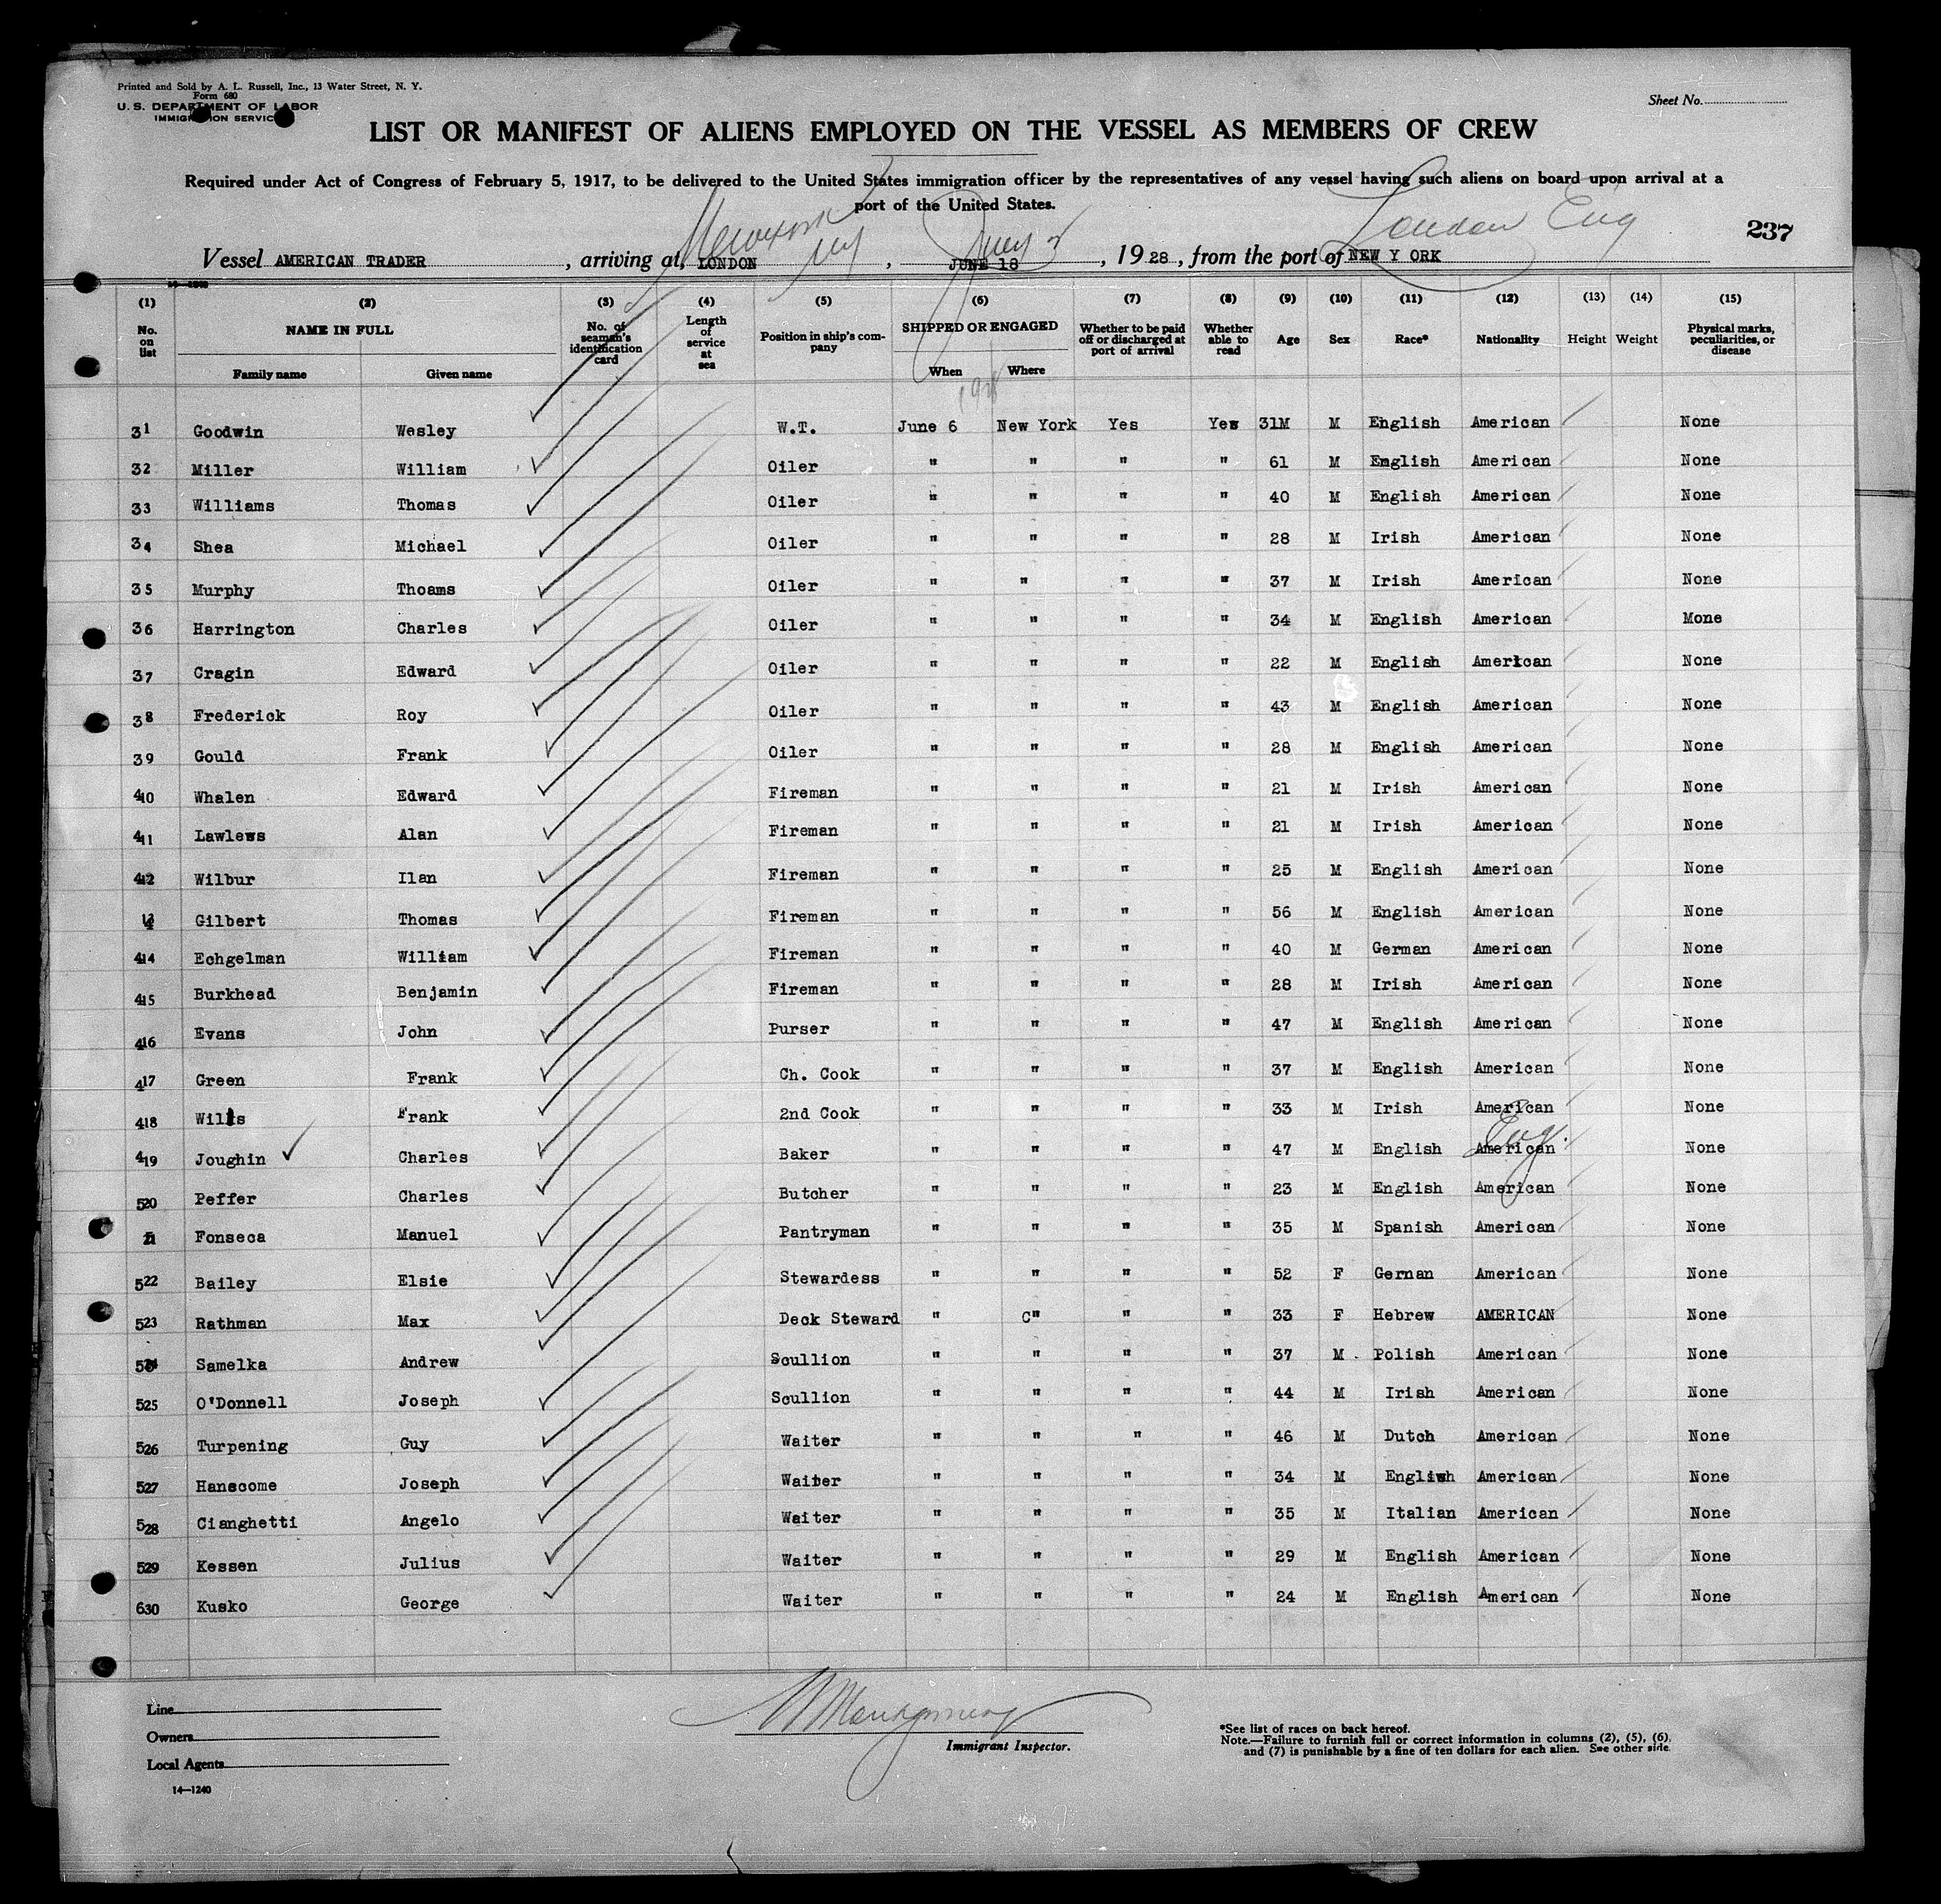 Printed and Sold by A. L. Russell, Inc., 13 Water Street, N. Y.
Form 680
U. S. DEPARTMENT OF LABOR
IMMIGRATION SERVICE
Sheet No.
LIST OR MANIFEST OF ALIENS EMPLOYED ON THE VESSEL AS MEMBERS OF CREW
Required under Act of Congress of February 5, 1917, to be delivered to the United States immigration officer by the representatives of any vessel having such aliens on board upon arrival at a
port of the United States.
237
New York London Eng
NY
Vessel AMERICAN TRADER, arriving at, LONDON, JUNE 18, 1928, from the port of NEW Y ORK
(1) (2) (3) (4) (5) (6) (7) (8) (9) (10) (11) (12) (13) (14) (15)
No. on list NAME IN FULL Family name Given name No. of seaman's identification card Length of service at sea Position in ship's company SHIPPED OR ENGAGED When Where Whether to be paid off or discharged at port of arrival Whether able to read Age Sex Race* Nationality Height Weight Physical marks, peculiarities, or disease
1928
31 Goodwin Wesley W.T. June 6 New York Yes Yes 31M M English American None
32 Miller William Oiler " " " " 61 M English American None
33 Williams Thomas Oiler " " " " 40 M English American None
34 Shea Michael Oiler " " " " 28 M Irish American None
35 Murphy Thoams Oiler " " " " 37 M Irish American None
36 Harrington Charles Oiler " " " " 34 M English American Mone
37 Cragin Edward Oiler " " " " 22 M English American None
38 Frederick Roy Oiler " " " " 43 M English American None
39 Gould Frank Oiler " " " " 28 M English American None
410 Whalen Edward Fireman " " " " 21 M Irish American None
411 Lawlews Alan Fireman " " " " 21 M Irish American None
412 Wilbur Ilan Fireman " " " " 25 M English American None
Gilbert Thomas Fireman " " " " 56 M English American None
414 Echgelman William Fireman " " " " 40 M German American None
415 Burkhead Benjamin Fireman " " " " 28 M Irish American None
416 Evans John Purser " " " " 47 M English American None
417 Green Frank Ch. Cook " " " " 37 M English American None
418 Frank 2nd Cook " " " " 33 M Irish American None
Eng.
419 Joughin Charles Baker " " " " 47 M English American None
520 Peffer Charles Butcher " " " " 23 M English American None
Fonseca Manuel Pantryman " " " " 35 M Spanish American None
522 Bailey Elsie Stewardess " " " " 52 F Gernan American None
523 Rathman Max Deck Steward " C" " " 33 F Hebrew AMERICAN None
Samelka Andrew Scullion " " " " 37 M . Polish American None
525 O'Donnell Joseph Scullion " " " " 44 M Irish American None
526 Turpening Guy Waiter " " " " 46 M Dutch American None
527 Hanscome Joseph Waiter " " " " 34 M English American None
528 Cianghetti Angelo Waiter " " " " 35 M Italian American None
529 Kessen Julius Waiter " " " " 29 M English American None
630 Kusko George Waiter " " " " 24 M English American None
Line
Owners
Local Agents
14—1240
Montgomery
Immigrant Inspector.
*See list of races on back hereof.
Note.—Failure to furnish full or correct information in columns (2), (5), (6),
and (7) is punishable by a fine of ten dollars for each alien. See other side.